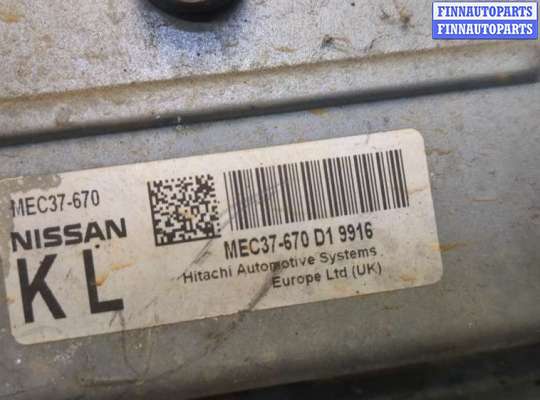 FINNAUTOPARTS
FINNAUTOPARTS
MEC37-670
NISSAN
KL
MEC37-670 D1 9916
Hitachi Automotive Systems
Europe Ltd (UK)